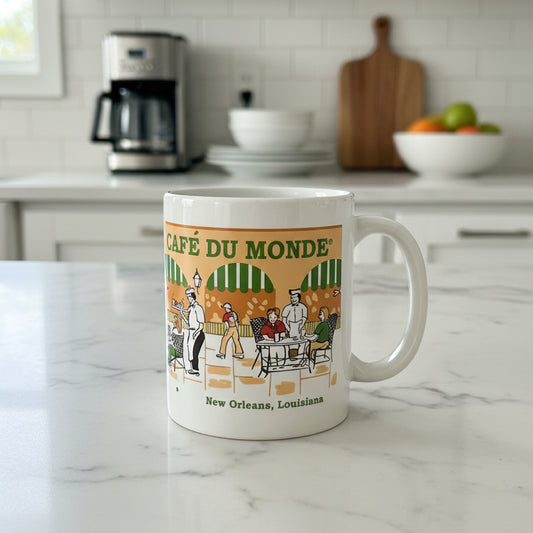 CAFÉ DU MONDE®
New Orleans, Louisiana